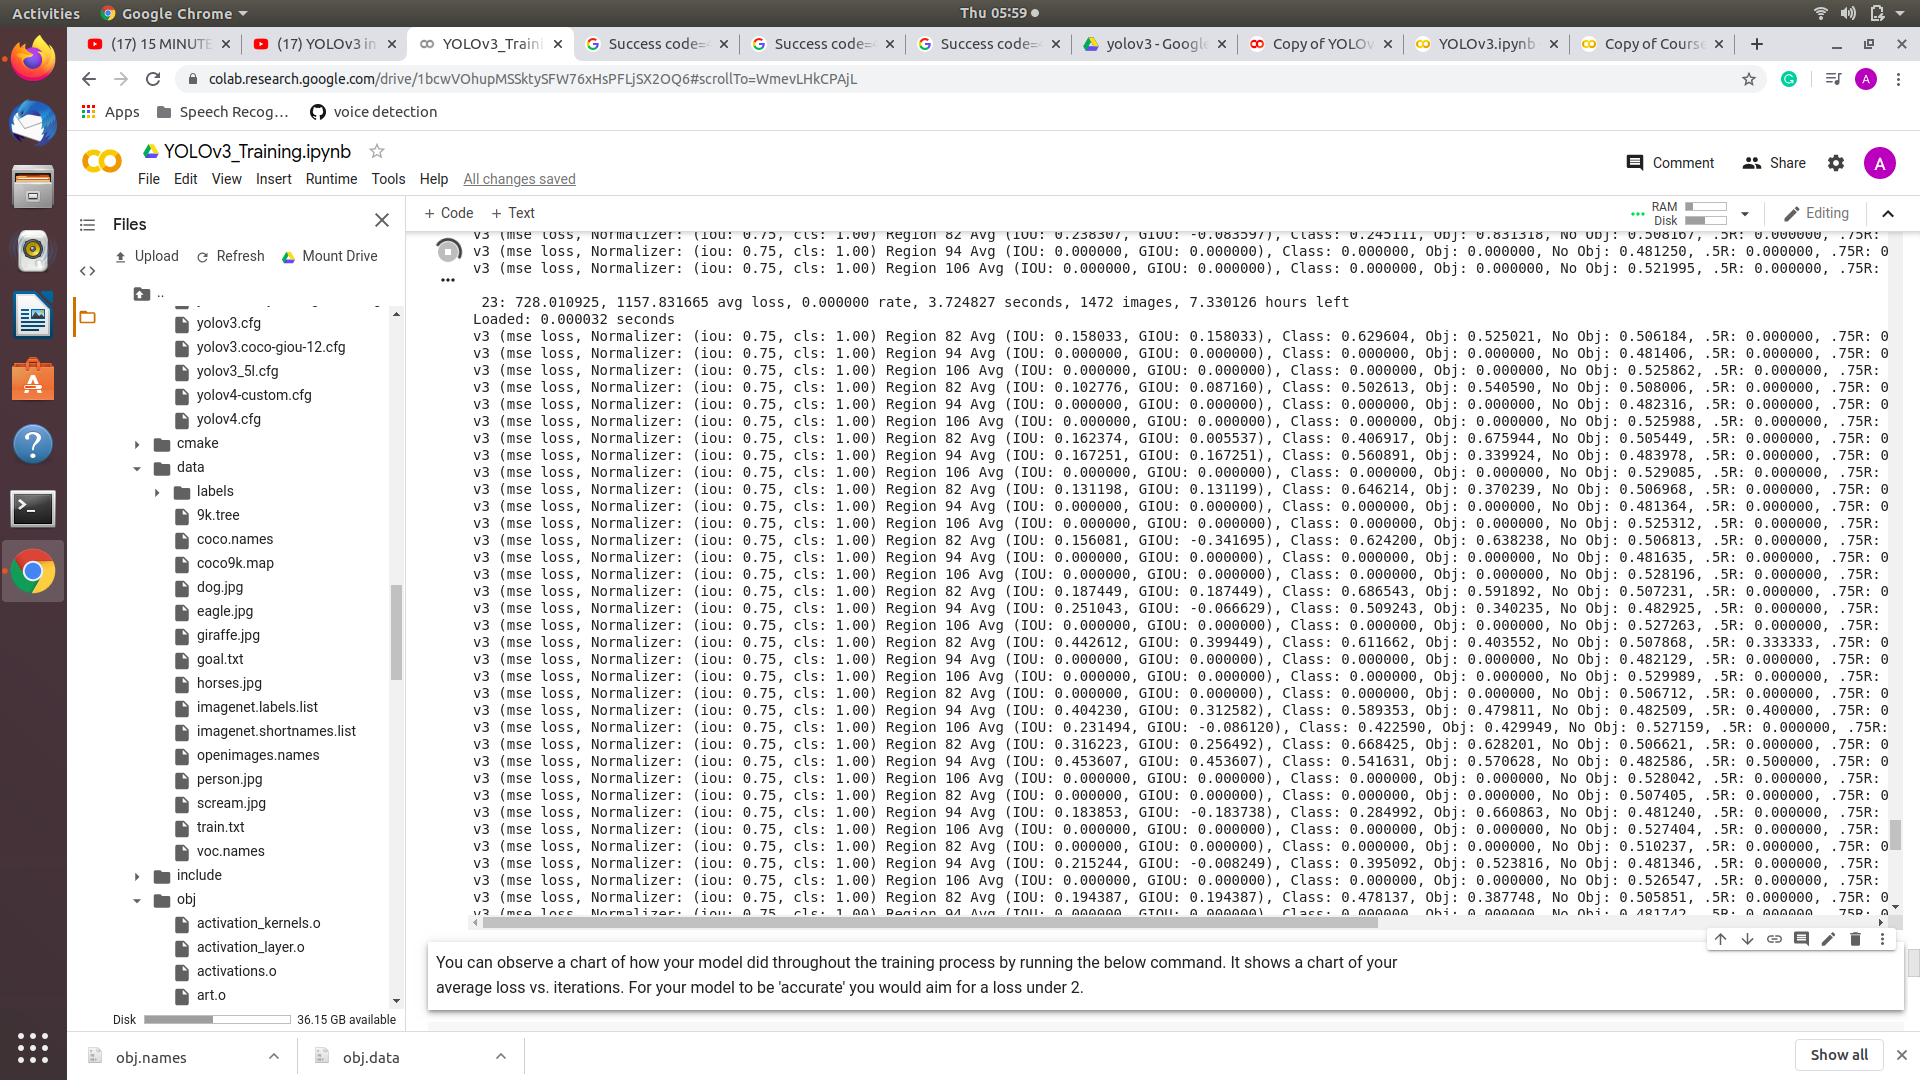 Activities
Google Chrome
Thu 05:59
(17) 15 MINUTE
(17) YOLOv3 in
YOLOv3_Traini
Success code=4
Success code=4
Success code=4
yolov3 - Google
Copy of YOLOv
YOLOv3.ipynb
Copy of Course
colab.research.google.com/drive/1bcwVOhupMSSktySFW76xHsPFLjSX2OQ6#scrollTo=WmevLHkCPAjL
A
Apps
Speech Recog...
voice detection
YOLOv3_Training.ipynb
Comment
Share
A
File Edit View Insert Runtime Tools Help All changes saved
Files
+ Code + Text
RAM
Disk
Editing
Upload Refresh Mount Drive
..
yolov3.cfg
yolov3.coco-giou-12.cfg
yolov3_5l.cfg
yolov4-custom.cfg
yolov4.cfg
cmake
data
labels
9k.tree
coco.names
coco9k.map
dog.jpg
eagle.jpg
giraffe.jpg
goal.txt
horses.jpg
imagenet.labels.list
imagenet.shortnames.list
openimages.names
person.jpg
scream.jpg
train.txt
voc.names
include
obj
activation_kernels.o
activation_layer.o
activations.o
art.o
Disk 36.15 GB available
v3 (mse loss, Normalizer: (iou: 0.75, cls: 1.00) Region 82 Avg (IOU: 0.238307, GIOU: -0.083597), Class: 0.245111, Obj: 0.831318, No Obj: 0.508167, .5R: 0.000000, .75R:
v3 (mse loss, Normalizer: (iou: 0.75, cls: 1.00) Region 94 Avg (IOU: 0.000000, GIOU: 0.000000), Class: 0.000000, Obj: 0.000000, No Obj: 0.481250, .5R: 0.000000, .75R: 0
v3 (mse loss, Normalizer: (iou: 0.75, cls: 1.00) Region 106 Avg (IOU: 0.000000, GIOU: 0.000000), Class: 0.000000, Obj: 0.000000, No Obj: 0.521995, .5R: 0.000000, .75R:
23: 728.010925, 1157.831665 avg loss, 0.000000 rate, 3.724827 seconds, 1472 images, 7.330126 hours left
Loaded: 0.000032 seconds
v3 (mse loss, Normalizer: (iou: 0.75, cls: 1.00) Region 82 Avg (IOU: 0.158033, GIOU: 0.158033), Class: 0.629604, Obj: 0.525021, No Obj: 0.506184, .5R: 0.000000, .75R: 0
v3 (mse loss, Normalizer: (iou: 0.75, cls: 1.00) Region 94 Avg (IOU: 0.000000, GIOU: 0.000000), Class: 0.000000, Obj: 0.000000, No Obj: 0.481406, .5R: 0.000000, .75R: 0
v3 (mse loss, Normalizer: (iou: 0.75, cls: 1.00) Region 106 Avg (IOU: 0.000000, GIOU: 0.000000), Class: 0.000000, Obj: 0.000000, No Obj: 0.525862, .5R: 0.000000, .75R:
v3 (mse loss, Normalizer: (iou: 0.75, cls: 1.00) Region 82 Avg (IOU: 0.102776, GIOU: 0.087160), Class: 0.502613, Obj: 0.540590, No Obj: 0.508006, .5R: 0.000000, .75R: 0
v3 (mse loss, Normalizer: (iou: 0.75, cls: 1.00) Region 94 Avg (IOU: 0.000000, GIOU: 0.000000), Class: 0.000000, Obj: 0.000000, No Obj: 0.482316, .5R: 0.000000, .75R: 0
v3 (mse loss, Normalizer: (iou: 0.75, cls: 1.00) Region 106 Avg (IOU: 0.000000, GIOU: 0.000000), Class: 0.000000, Obj: 0.000000, No Obj: 0.525988, .5R: 0.000000, .75R:
v3 (mse loss, Normalizer: (iou: 0.75, cls: 1.00) Region 82 Avg (IOU: 0.162374, GIOU: 0.005537), Class: 0.406917, Obj: 0.675944, No Obj: 0.505449, .5R: 0.000000, .75R: 0
v3 (mse loss, Normalizer: (iou: 0.75, cls: 1.00) Region 94 Avg (IOU: 0.167251, GIOU: 0.167251), Class: 0.560891, Obj: 0.339924, No Obj: 0.483978, .5R: 0.000000, .75R: 0
v3 (mse loss, Normalizer: (iou: 0.75, cls: 1.00) Region 106 Avg (IOU: 0.000000, GIOU: 0.000000), Class: 0.000000, Obj: 0.000000, No Obj: 0.529085, .5R: 0.000000, .75R:
v3 (mse loss, Normalizer: (iou: 0.75, cls: 1.00) Region 82 Avg (IOU: 0.131198, GIOU: 0.131199), Class: 0.646214, Obj: 0.370239, No Obj: 0.506968, .5R: 0.000000, .75R: 0
v3 (mse loss, Normalizer: (iou: 0.75, cls: 1.00) Region 94 Avg (IOU: 0.000000, GIOU: 0.000000), Class: 0.000000, Obj: 0.000000, No Obj: 0.481364, .5R: 0.000000, .75R: 0
v3 (mse loss, Normalizer: (iou: 0.75, cls: 1.00) Region 106 Avg (IOU: 0.000000, GIOU: 0.000000), Class: 0.000000, Obj: 0.000000, No Obj: 0.525312, .5R: 0.000000, .75R:
v3 (mse loss, Normalizer: (iou: 0.75, cls: 1.00) Region 82 Avg (IOU: 0.156081, GIOU: -0.341695), Class: 0.624200, Obj: 0.638238, No Obj: 0.506813, .5R: 0.000000, .75R:
v3 (mse loss, Normalizer: (iou: 0.75, cls: 1.00) Region 94 Avg (IOU: 0.000000, GIOU: 0.000000), Class: 0.000000, Obj: 0.000000, No Obj: 0.481635, .5R: 0.000000, .75R: 0
v3 (mse loss, Normalizer: (iou: 0.75, cls: 1.00) Region 106 Avg (IOU: 0.000000, GIOU: 0.000000), Class: 0.000000, Obj: 0.000000, No Obj: 0.528196, .5R: 0.000000, .75R:
v3 (mse loss, Normalizer: (iou: 0.75, cls: 1.00) Region 82 Avg (IOU: 0.187449, GIOU: 0.187449), Class: 0.686543, Obj: 0.591892, No Obj: 0.507231, .5R: 0.000000, .75R: 0
v3 (mse loss, Normalizer: (iou: 0.75, cls: 1.00) Region 94 Avg (IOU: 0.251043, GIOU: -0.066629), Class: 0.509243, Obj: 0.340235, No Obj: 0.482925, .5R: 0.000000, .75R:
v3 (mse loss, Normalizer: (iou: 0.75, cls: 1.00) Region 106 Avg (IOU: 0.000000, GIOU: 0.000000), Class: 0.000000, Obj: 0.000000, No Obj: 0.527263, .5R: 0.000000, .75R:
v3 (mse loss, Normalizer: (iou: 0.75, cls: 1.00) Region 82 Avg (IOU: 0.442612, GIOU: 0.399449), Class: 0.611662, Obj: 0.403552, No Obj: 0.507868, .5R: 0.333333, .75R: 0
v3 (mse loss, Normalizer: (iou: 0.75, cls: 1.00) Region 94 Avg (IOU: 0.000000, GIOU: 0.000000), Class: 0.000000, Obj: 0.000000, No Obj: 0.482129, .5R: 0.000000, .75R: 0
v3 (mse loss, Normalizer: (iou: 0.75, cls: 1.00) Region 106 Avg (IOU: 0.000000, GIOU: 0.000000), Class: 0.000000, Obj: 0.000000, No Obj: 0.529989, .5R: 0.000000, .75R:
v3 (mse loss, Normalizer: (iou: 0.75, cls: 1.00) Region 82 Avg (IOU: 0.000000, GIOU: 0.000000), Class: 0.000000, Obj: 0.000000, No Obj: 0.506712, .5R: 0.000000, .75R: 0
v3 (mse loss, Normalizer: (iou: 0.75, cls: 1.00) Region 94 Avg (IOU: 0.404230, GIOU: 0.312582), Class: 0.589353, Obj: 0.479811, No Obj: 0.482509, .5R: 0.400000, .75R: 0
v3 (mse loss, Normalizer: (iou: 0.75, cls: 1.00) Region 106 Avg (IOU: 0.231494, GIOU: -0.086120), Class: 0.422590, Obj: 0.429949, No Obj: 0.527159, .5R: 0.000000, .75R:
v3 (mse loss, Normalizer: (iou: 0.75, cls: 1.00) Region 82 Avg (IOU: 0.316223, GIOU: 0.256492), Class: 0.668425, Obj: 0.628201, No Obj: 0.506621, .5R: 0.000000, .75R: 0
v3 (mse loss, Normalizer: (iou: 0.75, cls: 1.00) Region 94 Avg (IOU: 0.453607, GIOU: 0.453607), Class: 0.541631, Obj: 0.570628, No Obj: 0.482586, .5R: 0.500000, .75R: 0
v3 (mse loss, Normalizer: (iou: 0.75, cls: 1.00) Region 106 Avg (IOU: 0.000000, GIOU: 0.000000), Class: 0.000000, Obj: 0.000000, No Obj: 0.528042, .5R: 0.000000, .75R:
v3 (mse loss, Normalizer: (iou: 0.75, cls: 1.00) Region 82 Avg (IOU: 0.000000, GIOU: 0.000000), Class: 0.000000, Obj: 0.000000, No Obj: 0.507405, .5R: 0.000000, .75R: 0
v3 (mse loss, Normalizer: (iou: 0.75, cls: 1.00) Region 94 Avg (IOU: 0.183853, GIOU: -0.183738), Class: 0.284992, Obj: 0.660863, No Obj: 0.481240, .5R: 0.000000, .75R:
v3 (mse loss, Normalizer: (iou: 0.75, cls: 1.00) Region 106 Avg (IOU: 0.000000, GIOU: 0.000000), Class: 0.000000, Obj: 0.000000, No Obj: 0.527404, .5R: 0.000000, .75R:
v3 (mse loss, Normalizer: (iou: 0.75, cls: 1.00) Region 82 Avg (IOU: 0.000000, GIOU: 0.000000), Class: 0.000000, Obj: 0.000000, No Obj: 0.510237, .5R: 0.000000, .75R: 0
v3 (mse loss, Normalizer: (iou: 0.75, cls: 1.00) Region 94 Avg (IOU: 0.215244, GIOU: -0.008249), Class: 0.395092, Obj: 0.523816, No Obj: 0.481346, .5R: 0.000000, .75R:
v3 (mse loss, Normalizer: (iou: 0.75, cls: 1.00) Region 106 Avg (IOU: 0.000000, GIOU: 0.000000), Class: 0.000000, Obj: 0.000000, No Obj: 0.526547, .5R: 0.000000, .75R:
v3 (mse loss, Normalizer: (iou: 0.75, cls: 1.00) Region 82 Avg (IOU: 0.194387, GIOU: 0.194387), Class: 0.478137, Obj: 0.387748, No Obj: 0.505851, .5R: 0.000000, .75R: 0
v3 (mse loss, Normalizer: (iou: 0.75, cls: 1.00) Region 94 Avg (IOU: 0.000000, GIOU: 0.000000), Class: 0.000000, Obj: 0.000000, No Obj: 0.481742, .5R: 0.000000, .75R: 0
You can observe a chart of how your model did throughout the training process by running the below command. It shows a chart of your
average loss vs. iterations. For your model to be 'accurate' you would aim for a loss under 2.
obj.names
obj.data
Show all